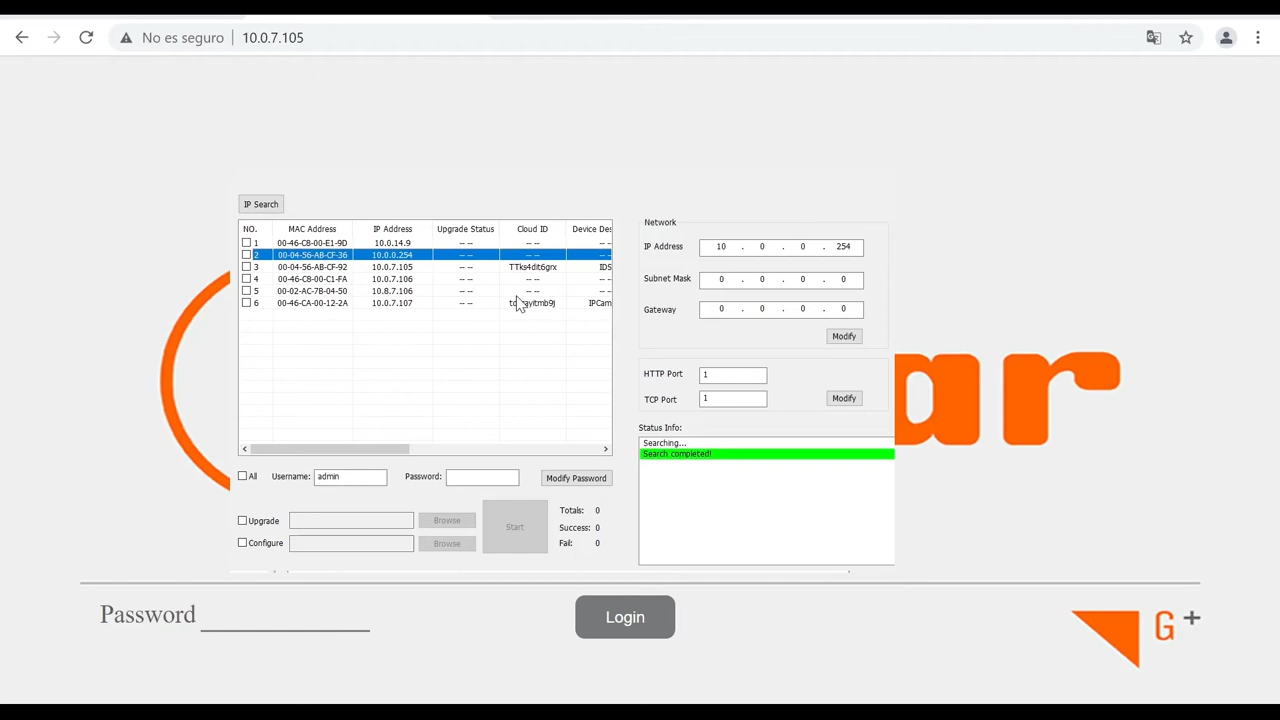 No es seguro 10.0.7.105
IP Search
NO. MAC Address IP Address Upgrade Status Cloud ID Device Des
1 00-46-C8-00-E1-9D 10.0.14.9 -- -- -- -- --
2 00-04-56-AB-CF-36 10.0.0.254 -- -- -- -- --
3 00-04-56-AB-CF-92 10.0.7.105 -- -- TTks4dit6grx IDS
4 00-46-C8-00-C1-FA 10.0.7.106 -- -- -- -- --
5 00-02-AC-7B-04-50 10.8.7.106 -- -- -- -- --
6 00-46-CA-00-12-2A 10.0.7.107 -- -- IPCam
Network
IP Address 10 . 0 . 0 . 254
Subnet Mask 0 . 0 . 0 . 0
Gateway 0 . 0 . 0 . 0
Modify
HTTP Port 1
TCP Port 1 Modify
Status Info:
Searching...
Search completed!
All Username: admin Password: Modify Password
Upgrade Browse Start
Configure Browse
Totals: 0
Success: 0
Fail: 0
ar
Password Login G+